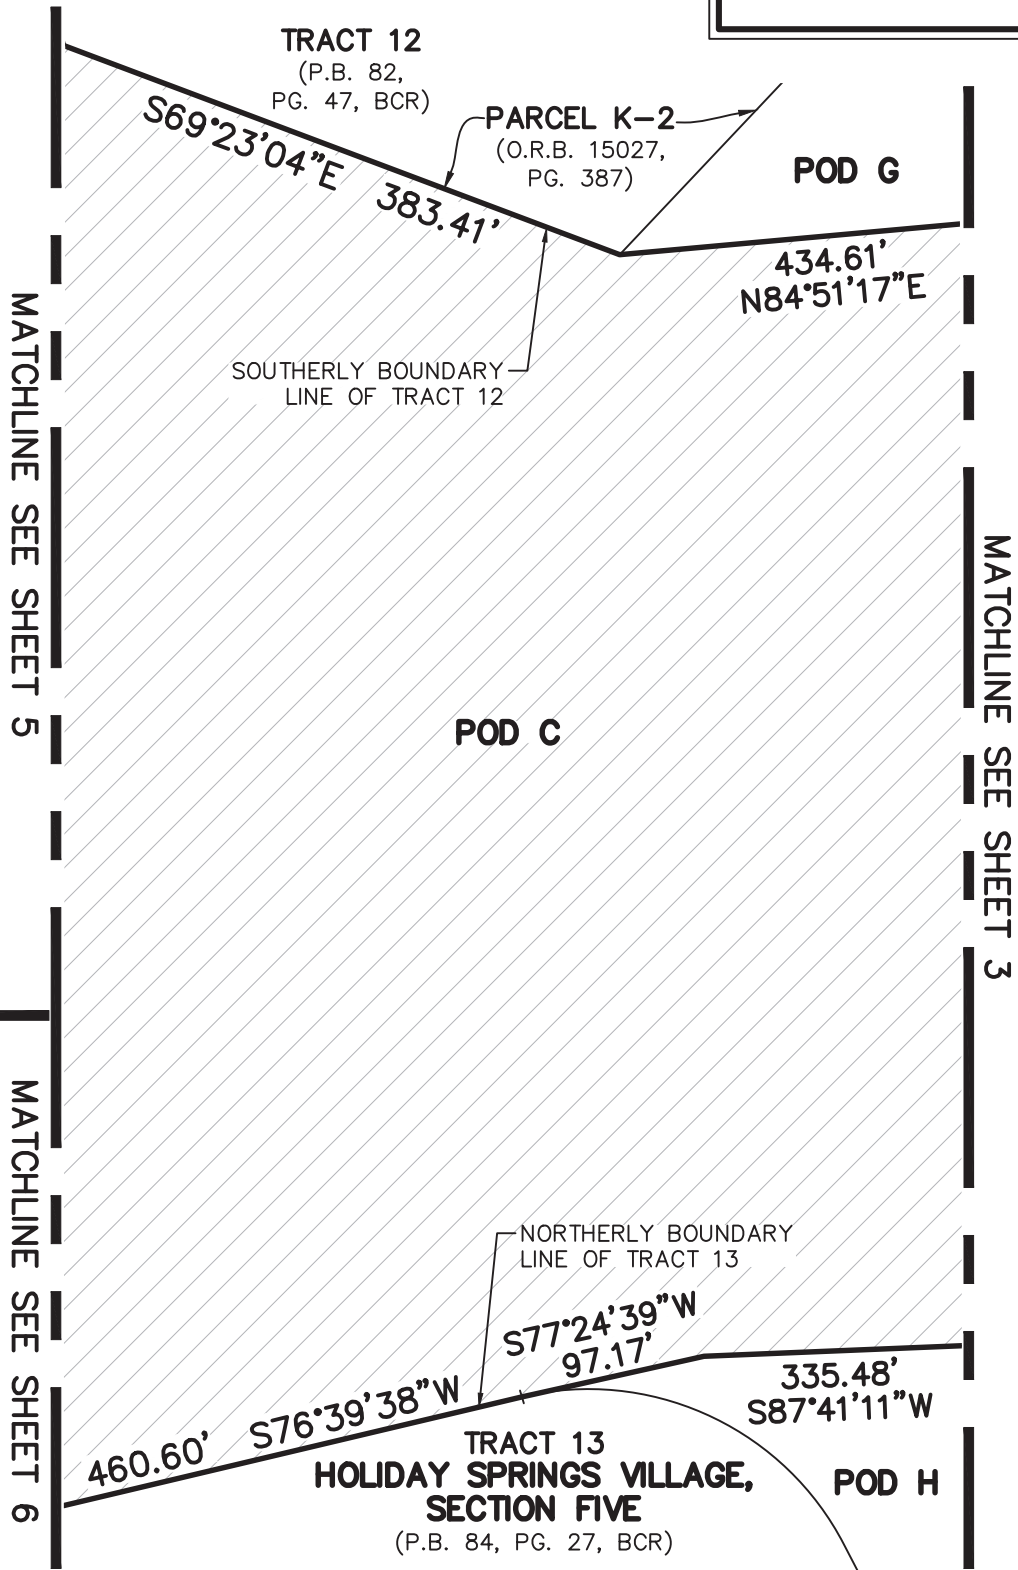 TRACT 12
(P.B. 82,
PG. 47, BCR)
PARCEL K-2
(O.R.B. 15027,
PG. 387)
POD G
S69°23'04"E 383.41'
434.61'
N84°51'17"E
SOUTHERLY BOUNDARY
LINE OF TRACT 12
MATCHLINE SEE SHEET 5
POD C
MATCHLINE SEE SHEET 3
MATCHLINE SEE SHEET 6
NORTHERLY BOUNDARY
LINE OF TRACT 13
S77°24'39"W
97.17'
335.48'
S87°41'11"W
460.60' S76°39'38"W
TRACT 13
HOLIDAY SPRINGS VILLAGE,
SECTION FIVE
(P.B. 84, PG. 27, BCR)
POD H